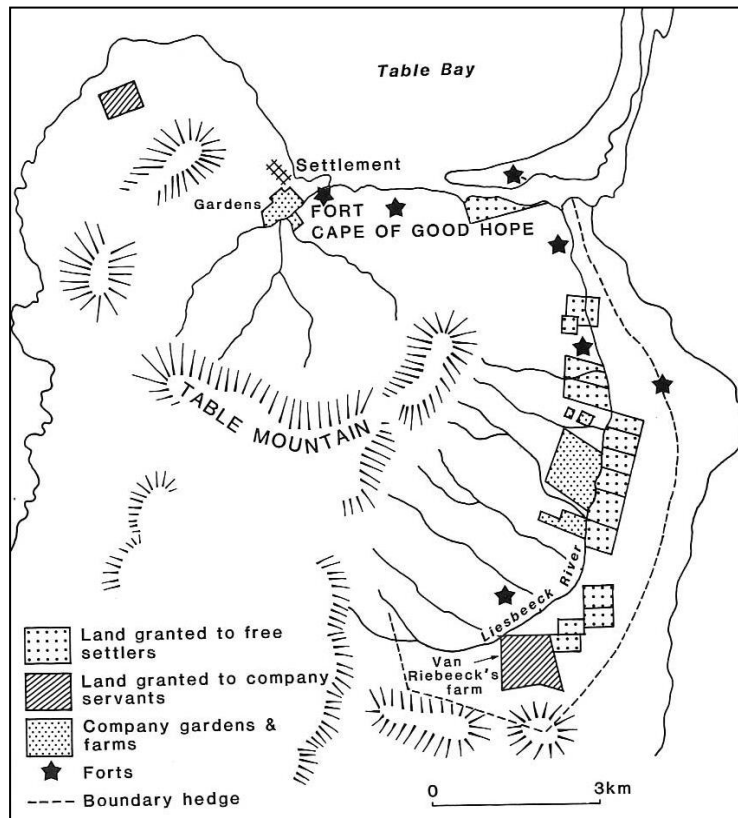 Table Bay
Settlement
Gardens
FORT
CAPE OF GOOD HOPE
TABLE MOUNTAIN
Liesbeeck River
Van
Riebeeck's
farm
Land granted to free
settlers
Land granted to company
servants
Company gardens &
farms
Forts
Boundary hedge
0 3km